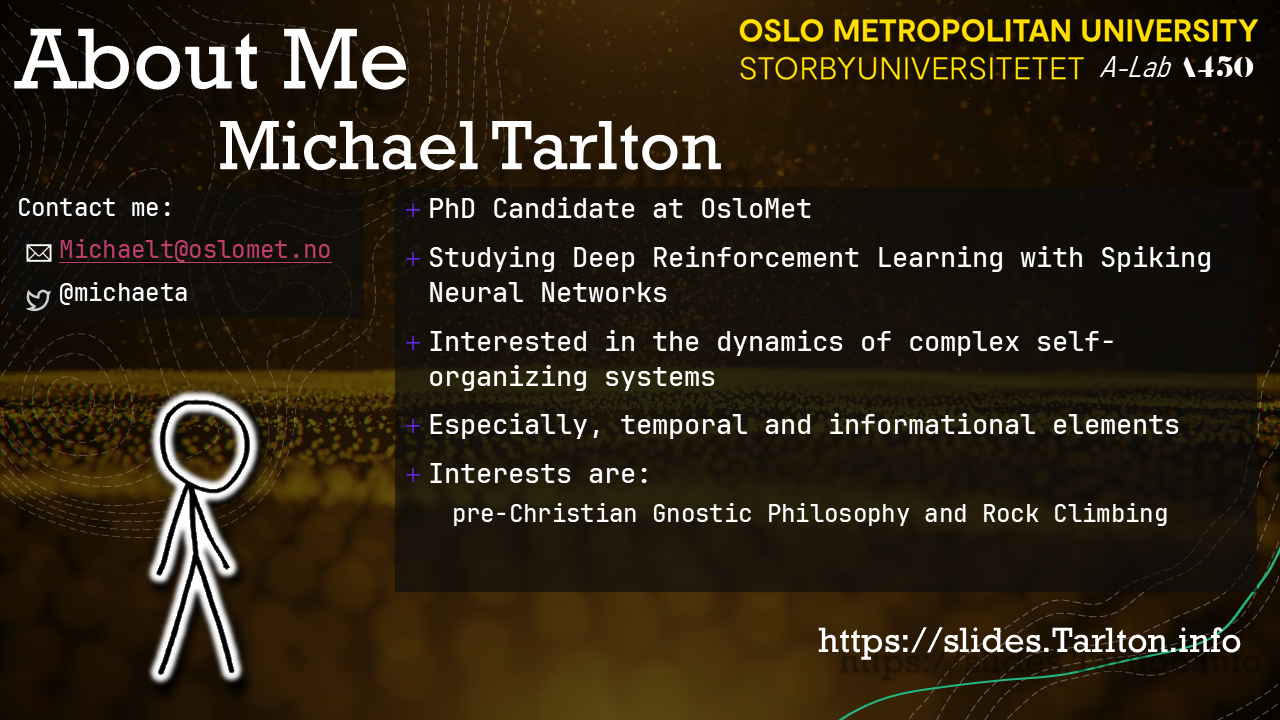 About Me
OSLO METROPOLITAN UNIVERSITY
STORBYUNIVERSITETET A-Lab
Michael Tarlton
Contact me:
Michaelt@oslomet.no
@michaeta
+ PhD Candidate at OsloMet
+ Studying Deep Reinforcement Learning with Spiking
Neural Networks
+ Interested in the dynamics of complex self-
organizing systems
+ Especially, temporal and informational elements
+ Interests are:
pre-Christian Gnostic Philosophy and Rock Climbing
https://slides.Tarlton.info